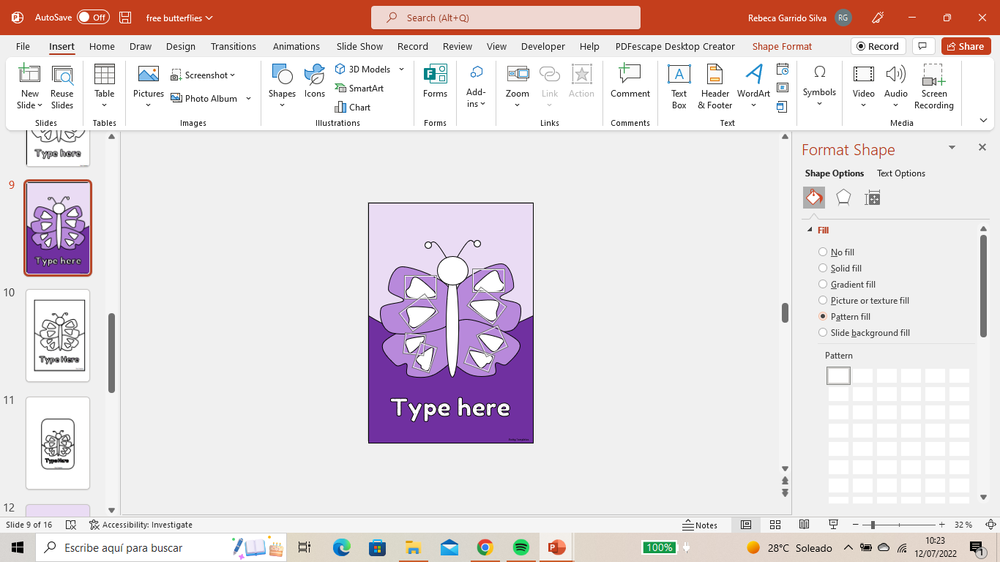 AutoSave Off free butterflies Search (Alt+Q) Rebeca Garrido Silva RG
File Insert Home Draw Design Transitions Animations Slide Show Record Review View Developer Help PDFescape Desktop Creator Shape Format Record Share
New Slide Reuse Slides Table Pictures Screenshot Photo Album Shapes Icons 3D Models SmartArt Chart Forms Add-ins Zoom Link Action Comment Text Box Header & Footer WordArt Symbols Video Audio Screen Recording
Slides Tables Images Illustrations Forms Links Comments Text Media
Type here
9
Type here
10
Type Here
11
Type Here
12
Type here
Format Shape
Shape Options Text Options
Fill
No fill
Solid fill
Gradient fill
Picture or texture fill
Pattern fill
Slide background fill
Pattern
Slide 9 of 16 Accessibility: Investigate Notes 32 %
Escribe aquí para buscar 100% 28°C Soleado 10:23
12/07/2022 1